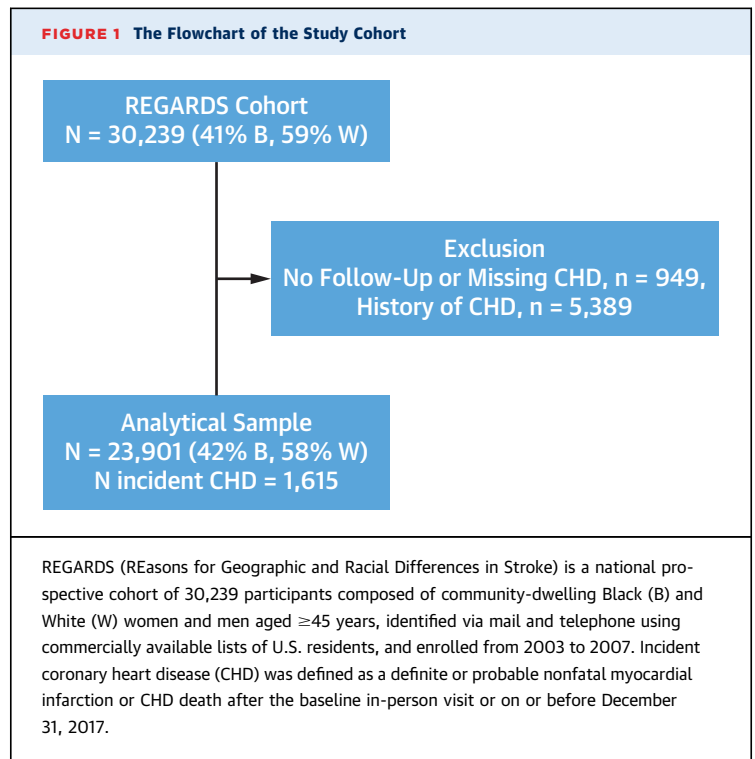 FIGURE 1 The Flowchart of the Study Cohort
REGARDS Cohort
N = 30,239 (41% B, 59% W)
Exclusion
No Follow-Up or Missing CHD, n = 949,
History of CHD, n = 5,389
Analytical Sample
N = 23,901 (42% B, 58% W)
N incident CHD = 1,615
REGARDS (REasons for Geographic and Racial Differences in Stroke) is a national pro-
spective cohort of 30,239 participants composed of community-dwelling Black (B) and
White (W) women and men aged ≥45 years, identified via mail and telephone using
commercially available lists of U.S. residents, and enrolled from 2003 to 2007. Incident
coronary heart disease (CHD) was defined as a definite or probable nonfatal myocardial
infarction or CHD death after the baseline in-person visit or on or before December
31, 2017.